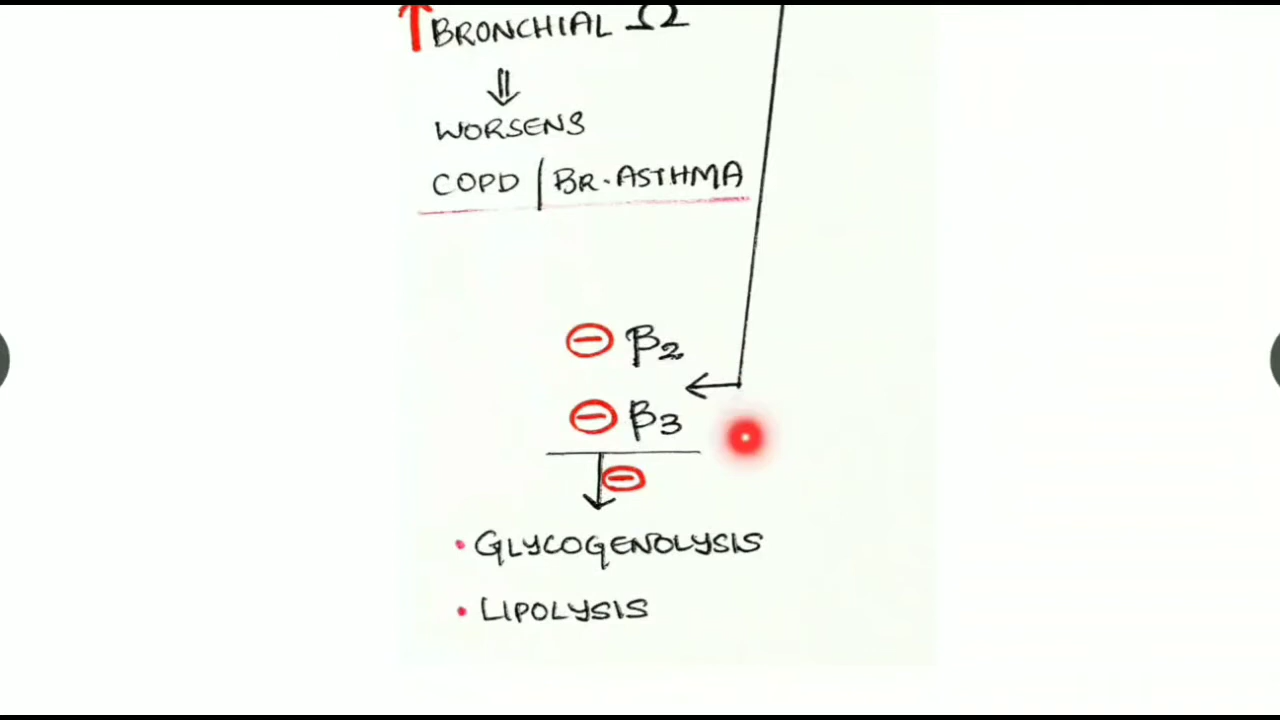 ↑ BRONCHIAL Ω
⇓
WORSENS
COPD | BR. ASTHMA
⊖ β2
⊖ β3
⊖
• GLYCOGENOLYSIS
• LIPOLYSIS